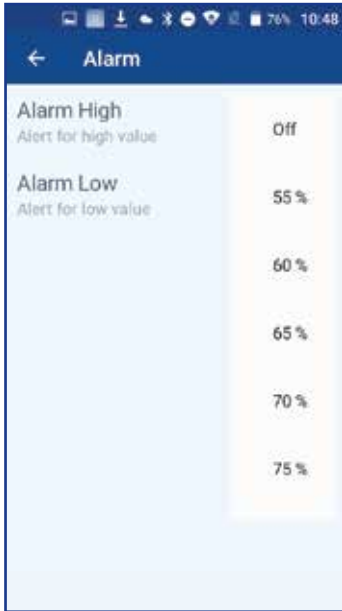 76% 10:48
Alarm
Alarm High
Alert for high value
Off
Alarm Low
Alert for low value
55 %
60 %
65 %
70 %
75 %